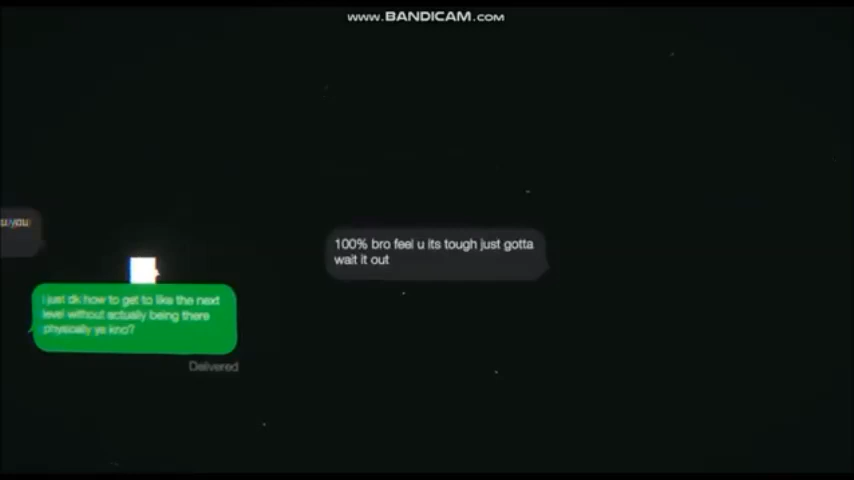 www.BANDICAM.com
100% bro feel u its tough just gotta
wait it out
I just dk how to get to like the next
level without actually being there
physically ya kno?
Delivered